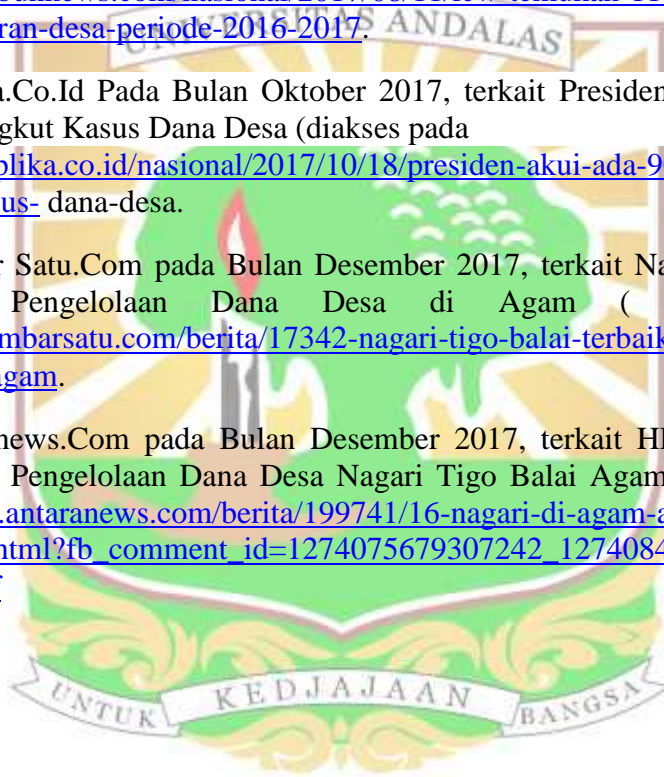 ran-desa-periode-2016-2017.
UNIVERSITAS ANDALAS
a.Co.Id Pada Bulan Oktober 2017, terkait Presiden
gkut Kasus Dana Desa (diakses pada
plika.co.id/nasional/2017/10/18/presiden-akui-ada-9
us- dana-desa.
r Satu.Com pada Bulan Desember 2017, terkait Na
Pengelolaan Dana Desa di Agam (
mbarsatu.com/berita/17342-nagari-tigo-balai-terbaik
agam.
news.Com pada Bulan Desember 2017, terkait H
Pengelolaan Dana Desa Nagari Tigo Balai Agam
.antaranews.com/berita/199741/16-nagari-di-agam-a
html?fb_comment_id=1274075679307242_1274084
UNTUK KEDJAJAAN BANGSA